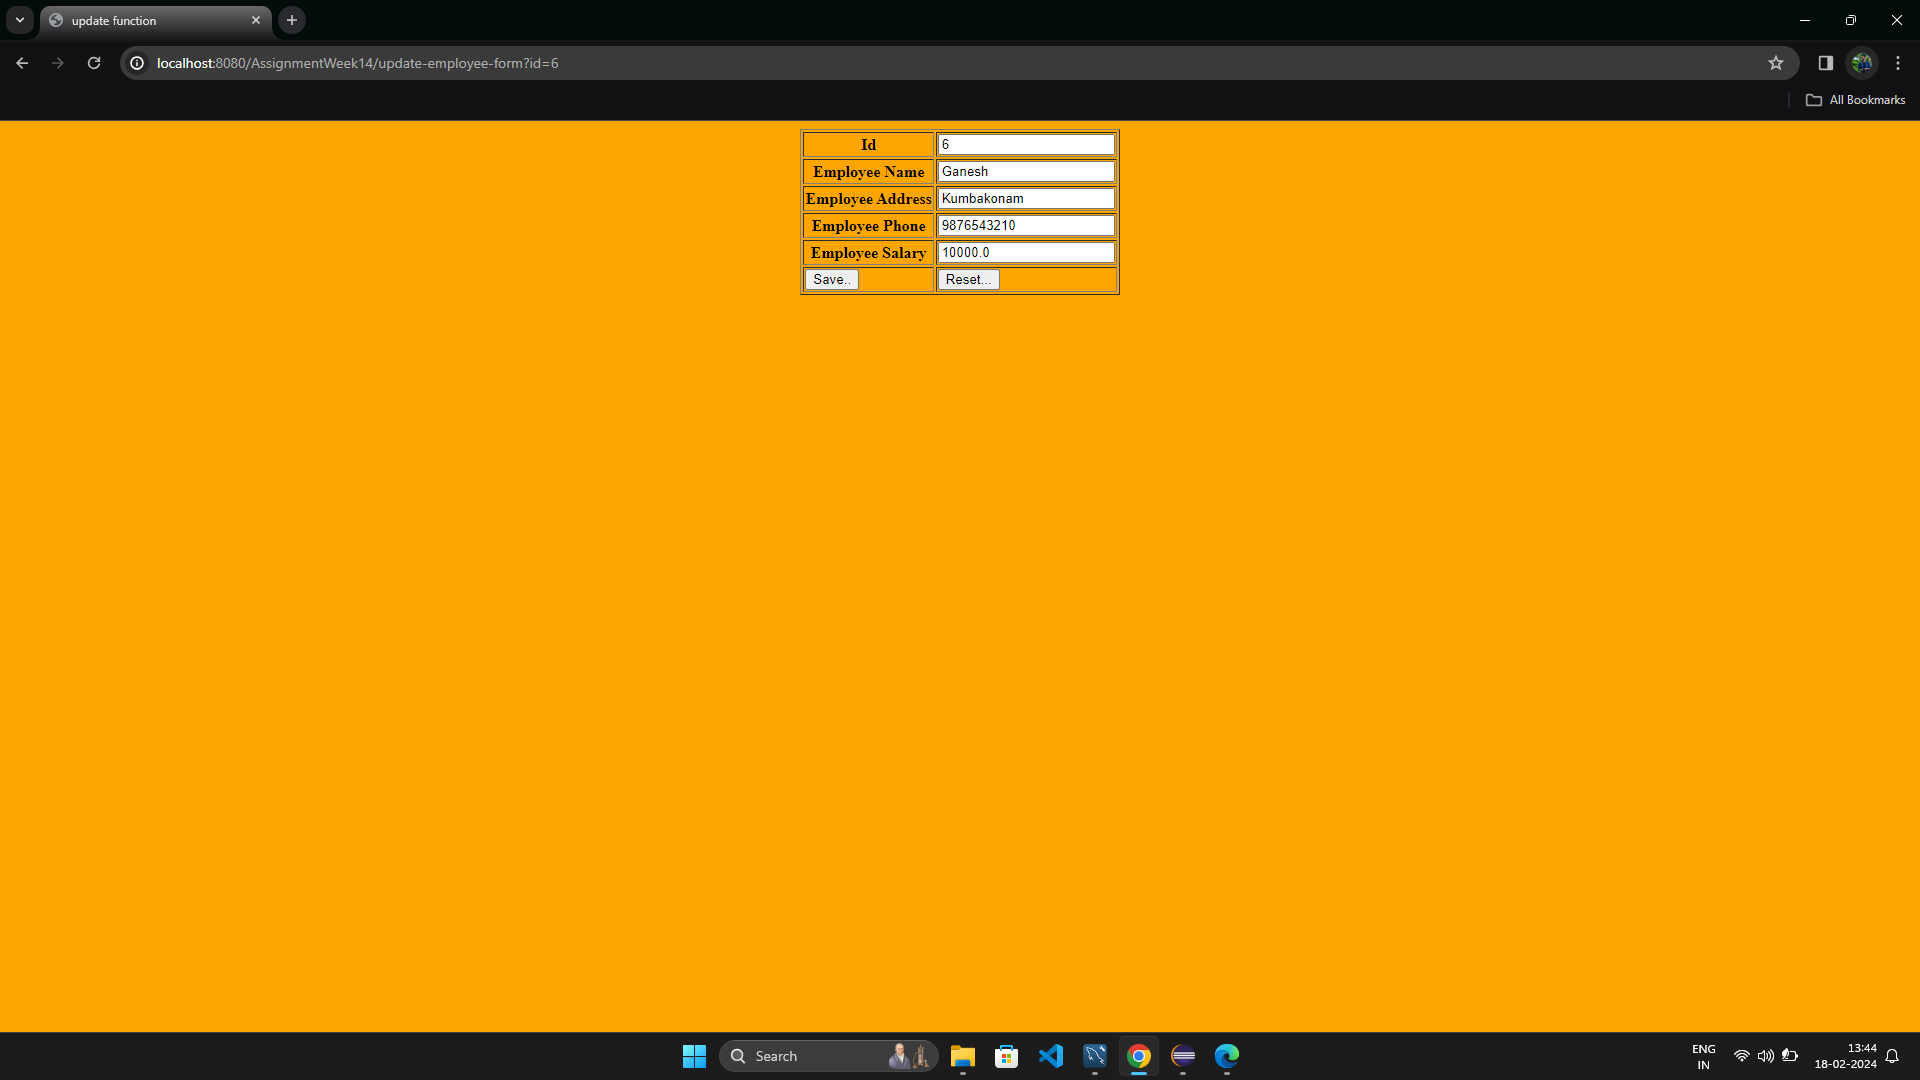 update function
localhost:8080/AssignmentWeek14/update-employee-form?id=6
All Bookmarks
Id 6
Employee Name Ganesh
Employee Address Kumbakonam
Employee Phone 9876543210
Employee Salary 10000.0
Save.. Reset...
Search
ENG
IN
13:44
18-02-2024